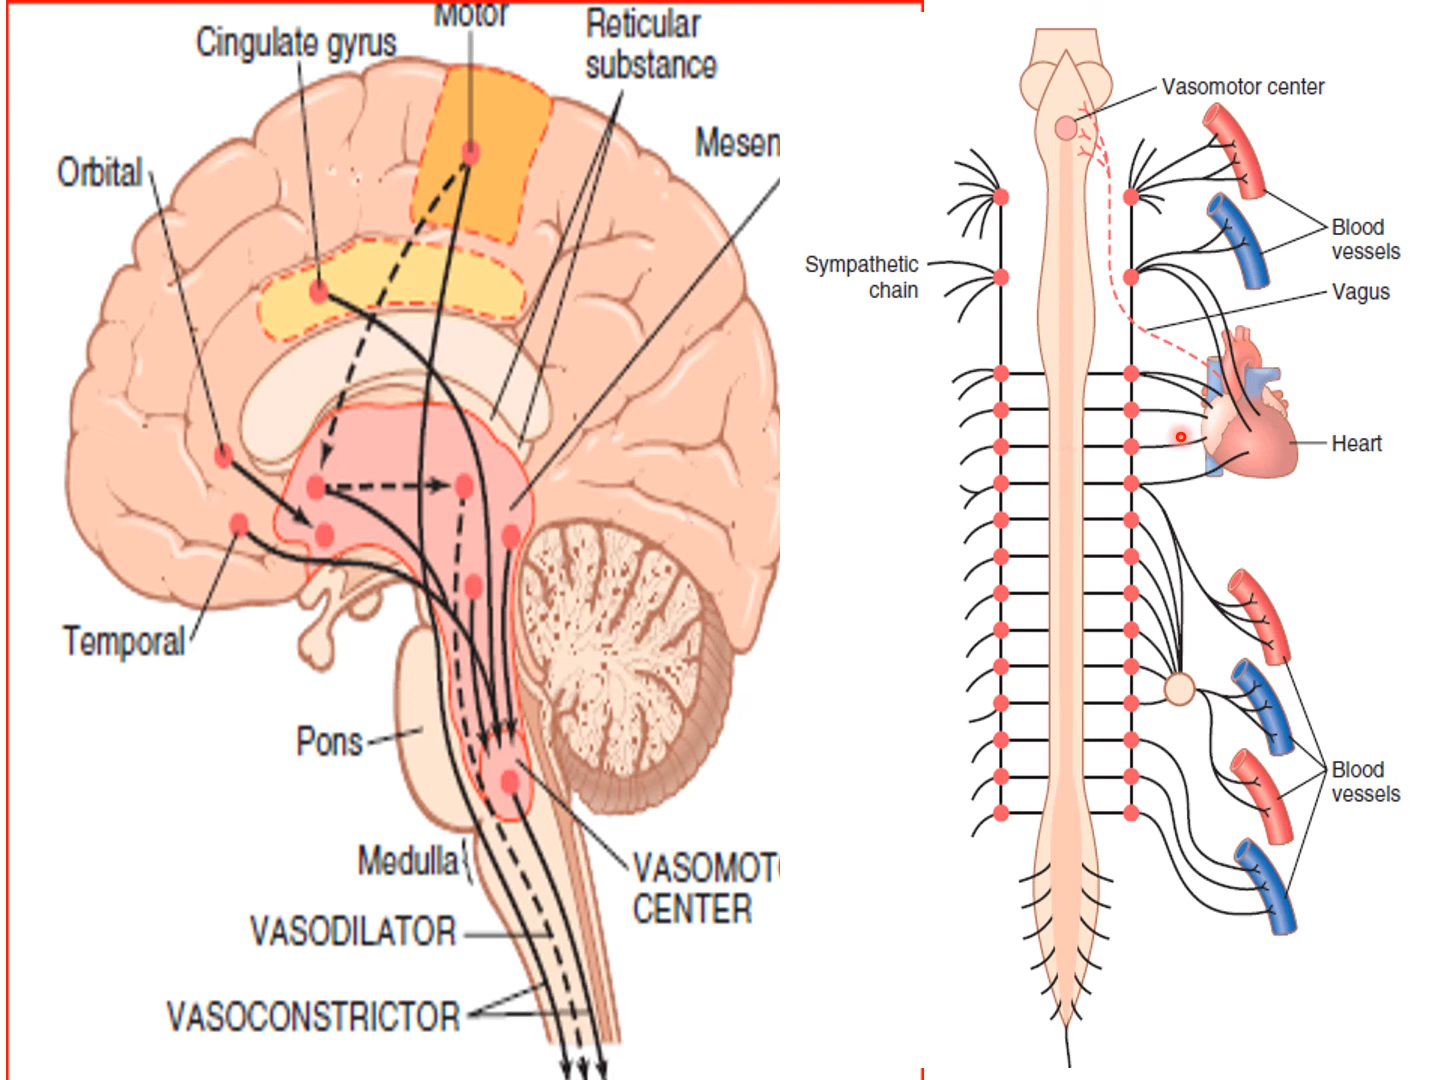 Motor
Cingulate gyrus
Reticular
substance
Mesen
Orbital
Temporal
Pons
Medulla
VASOMOT
CENTER
VASODILATOR
VASOCONSTRICTOR
Vasomotor center
Blood
vessels
Sympathetic
chain
Vagus
Heart
Blood
vessels